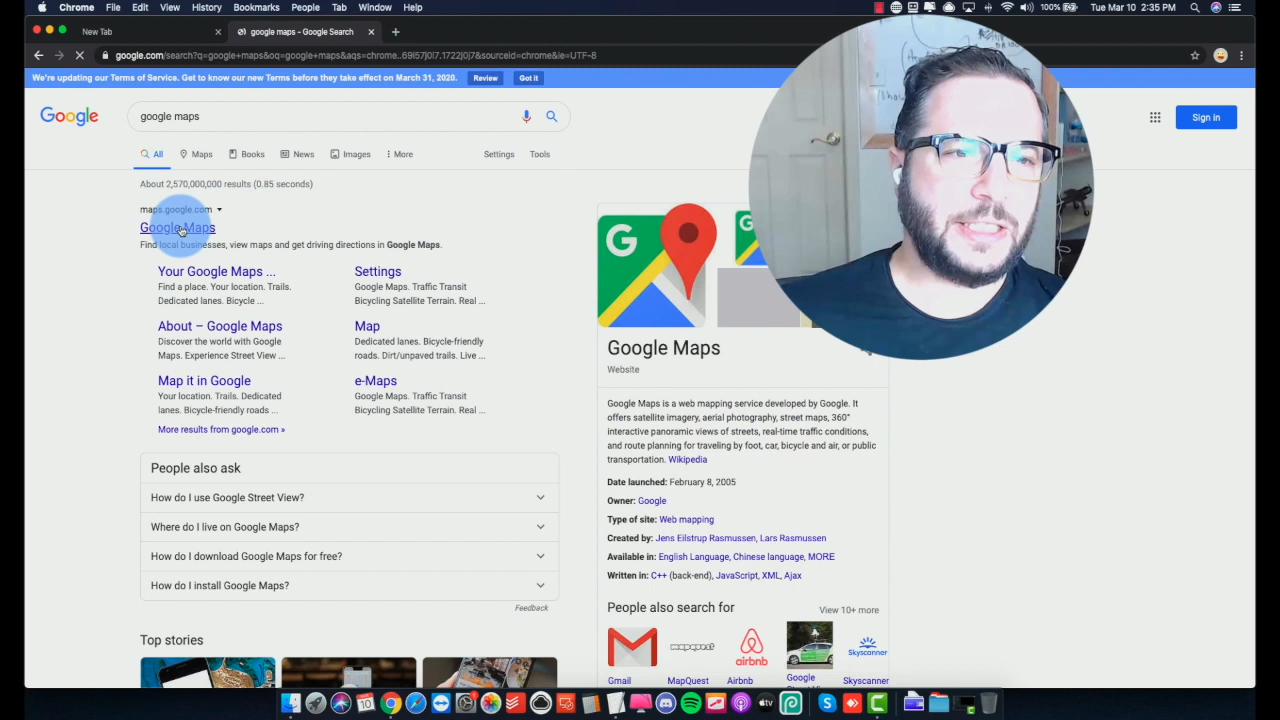 Chrome File Edit View History Bookmarks People Tab Window Help
100% Tue Mar 10 2:35 PM
New Tab
google maps - Google Search
google.com/search?q=google+maps&oq=google+maps&aqs=chrome..69i57j0l7.1722j0j7&sourceid=chrome&ie=UTF-8
We're updating our Terms of Service. Get to know our new Terms before they take effect on March 31, 2020. Review Got it
Google
google maps
Sign in
All Maps Books News Images More Settings Tools
About 2,570,000,000 results (0.85 seconds)
maps.google.com
Google Maps
Find local businesses, view maps and get driving directions in Google Maps.
Your Google Maps ...
Find a place. Your location. Trails.
Dedicated lanes. Bicycle ...
Settings
Google Maps. Traffic Transit
Bicycling Satellite Terrain. Real ...
About – Google Maps
Discover the world with Google
Maps. Experience Street View ...
Map
Dedicated lanes. Bicycle-friendly
roads. Dirt/unpaved trails. Live ...
Map it in Google
Your location. Trails. Dedicated
lanes. Bicycle-friendly roads ...
e-Maps
Google Maps. Traffic Transit
Bicycling Satellite Terrain. Real ...
More results from google.com »
People also ask
How do I use Google Street View?
Where do I live on Google Maps?
How do I download Google Maps for free?
How do I install Google Maps?
Feedback
Top stories
G
Google Maps
Website
Google Maps is a web mapping service developed by Google. It
offers satellite imagery, aerial photography, street maps, 360°
interactive panoramic views of streets, real-time traffic conditions,
and route planning for traveling by foot, car, bicycle and air, or public
transportation. Wikipedia
Date launched: February 8, 2005
Owner: Google
Type of site: Web mapping
Created by: Jens Eilstrup Rasmussen, Lars Rasmussen
Available in: English Language, Chinese language, MORE
Written in: C++ (back-end), JavaScript, XML, Ajax
People also search for
View 10+ more
mapquest
airbnb
Skyscanner
Gmail
MapQuest
Airbnb
Google
Skyscanner